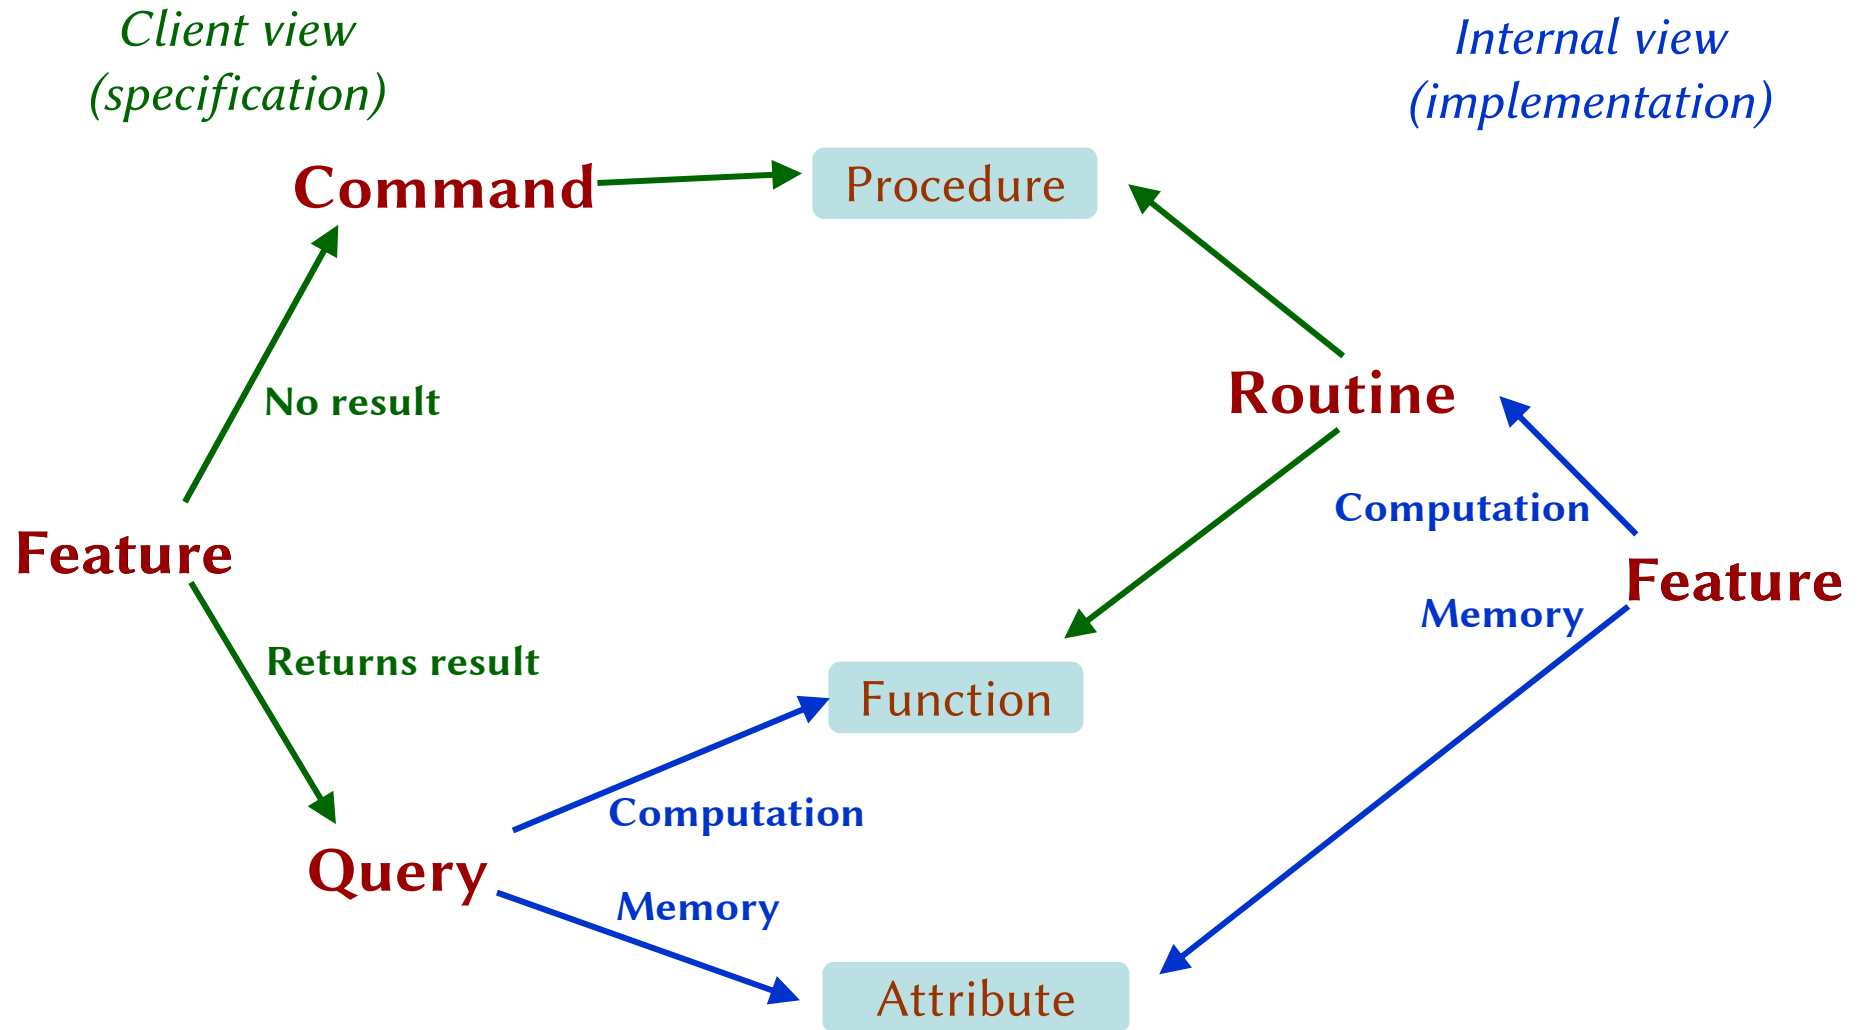 Client view
(specification)
Internal view
(implementation)
Command
Procedure
No result
Routine
Computation
Feature
Feature
Memory
Returns result
Function
Computation
Query
Memory
Attribute